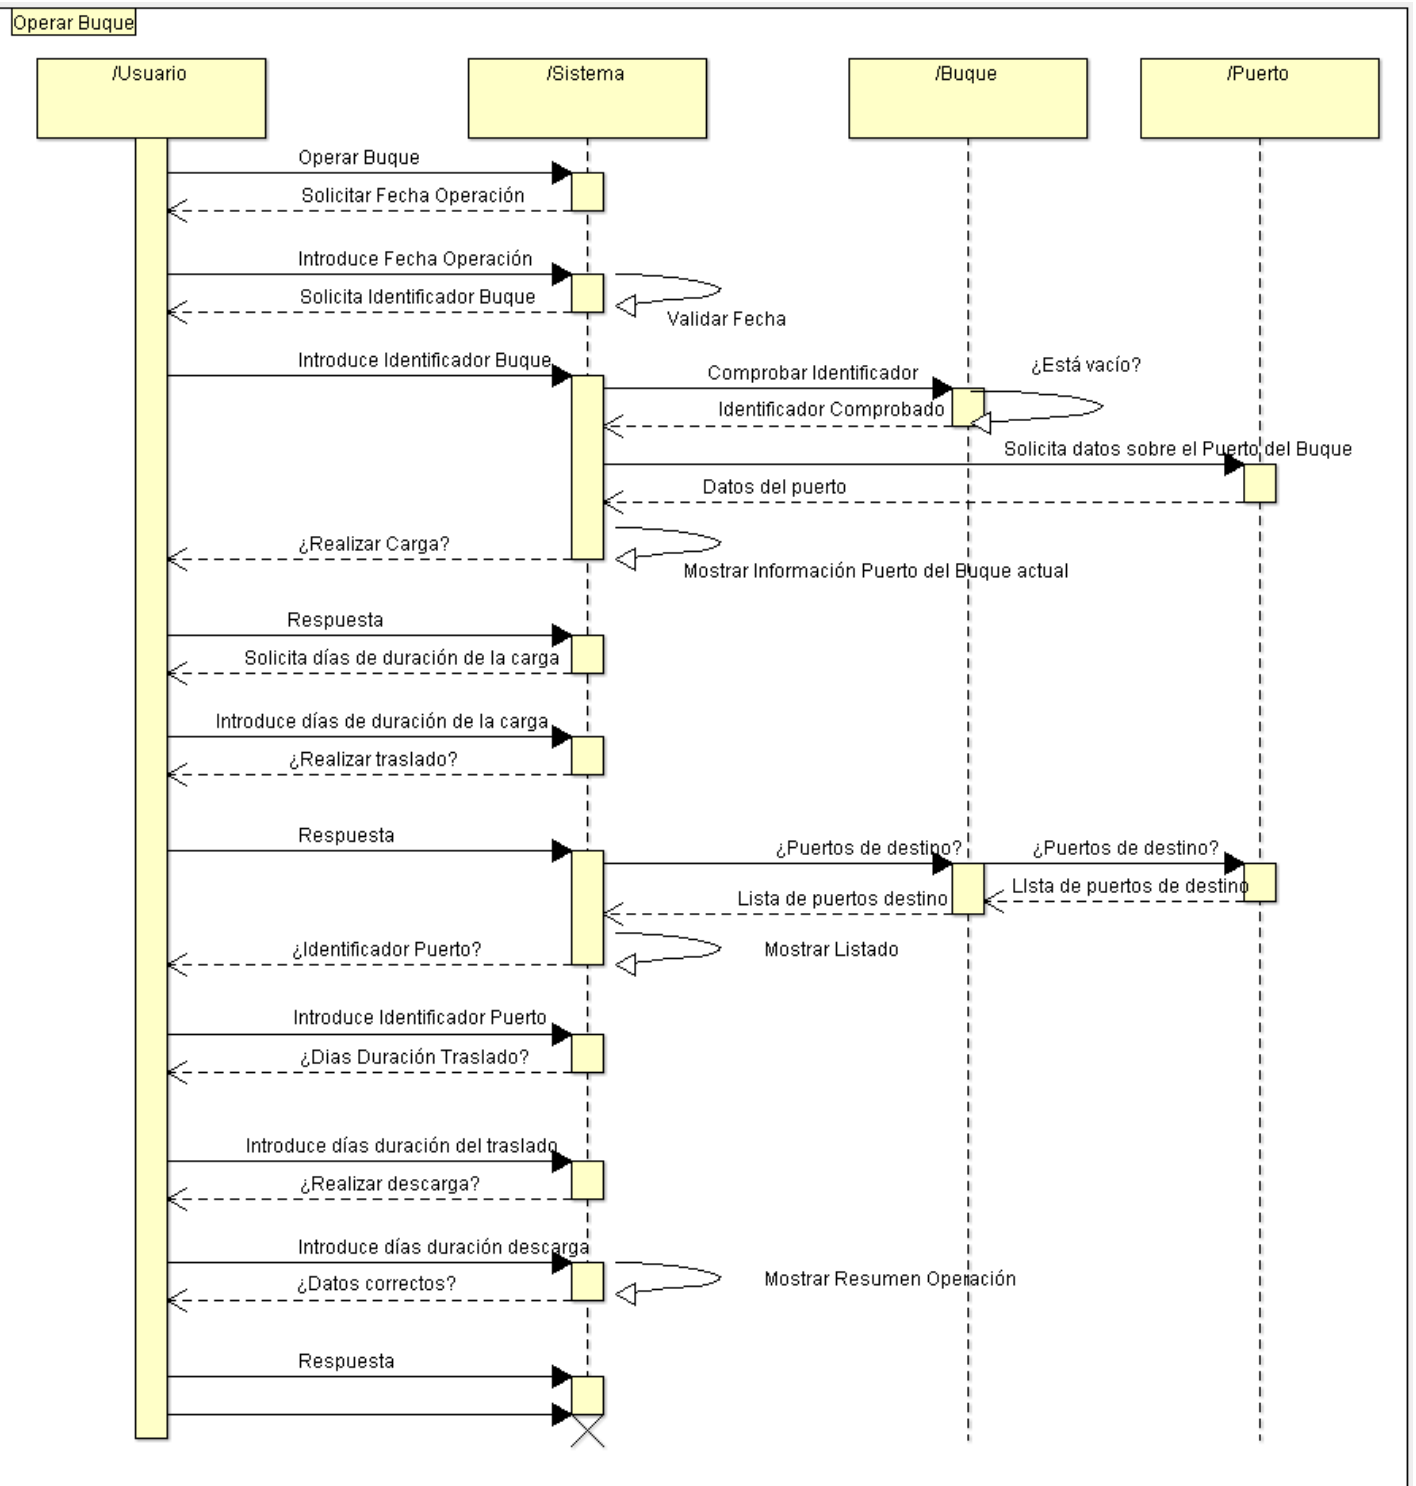 Operar Buque
/Usuario
/Sistema
/Buque
/Puerto
Operar Buque
Solicitar Fecha Operación
Introduce Fecha Operación
Solicita Identificador Buque
Validar Fecha
Introduce Identificador Buque
Comprobar Identificador
¿Está vacío?
Identificador Comprobado
Solicita datos sobre el Puerto del Buque
Datos del puerto
¿Realizar Carga?
Mostrar Información Puerto del Buque actual
Respuesta
Solicita días de duración de la carga
Introduce días de duración de la carga
¿Realizar traslado?
Respuesta
¿Puertos de destino?
¿Puertos de destino?
Lista de puertos destino
LIsta de puertos de destino
¿Identificador Puerto?
Mostrar Listado
Introduce Identificador Puerto
¿Dias Duración Traslado?
Introduce días duración del traslado
¿Realizar descarga?
Introduce días duración descarga
¿Datos correctos?
Mostrar Resumen Operación
Respuesta